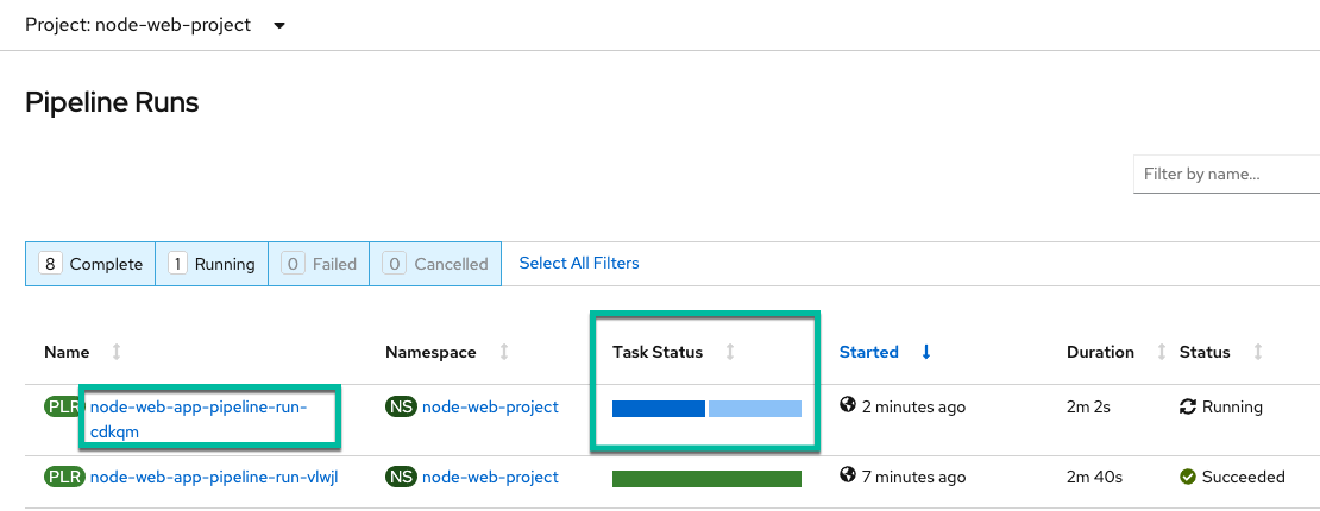 Project: node-web-project
Pipeline Runs
Filter by name...
8 Complete 1 Running 0 Failed 0 Cancelled Select All Filters
Name Namespace Task Status Started Duration Status
PLR node-web-app-pipeline-run- NS node-web-project 2 minutes ago 2m 2s Running
cdkqm
PLR node-web-app-pipeline-run-vlwjl NS node-web-project 7 minutes ago 2m 40s Succeeded